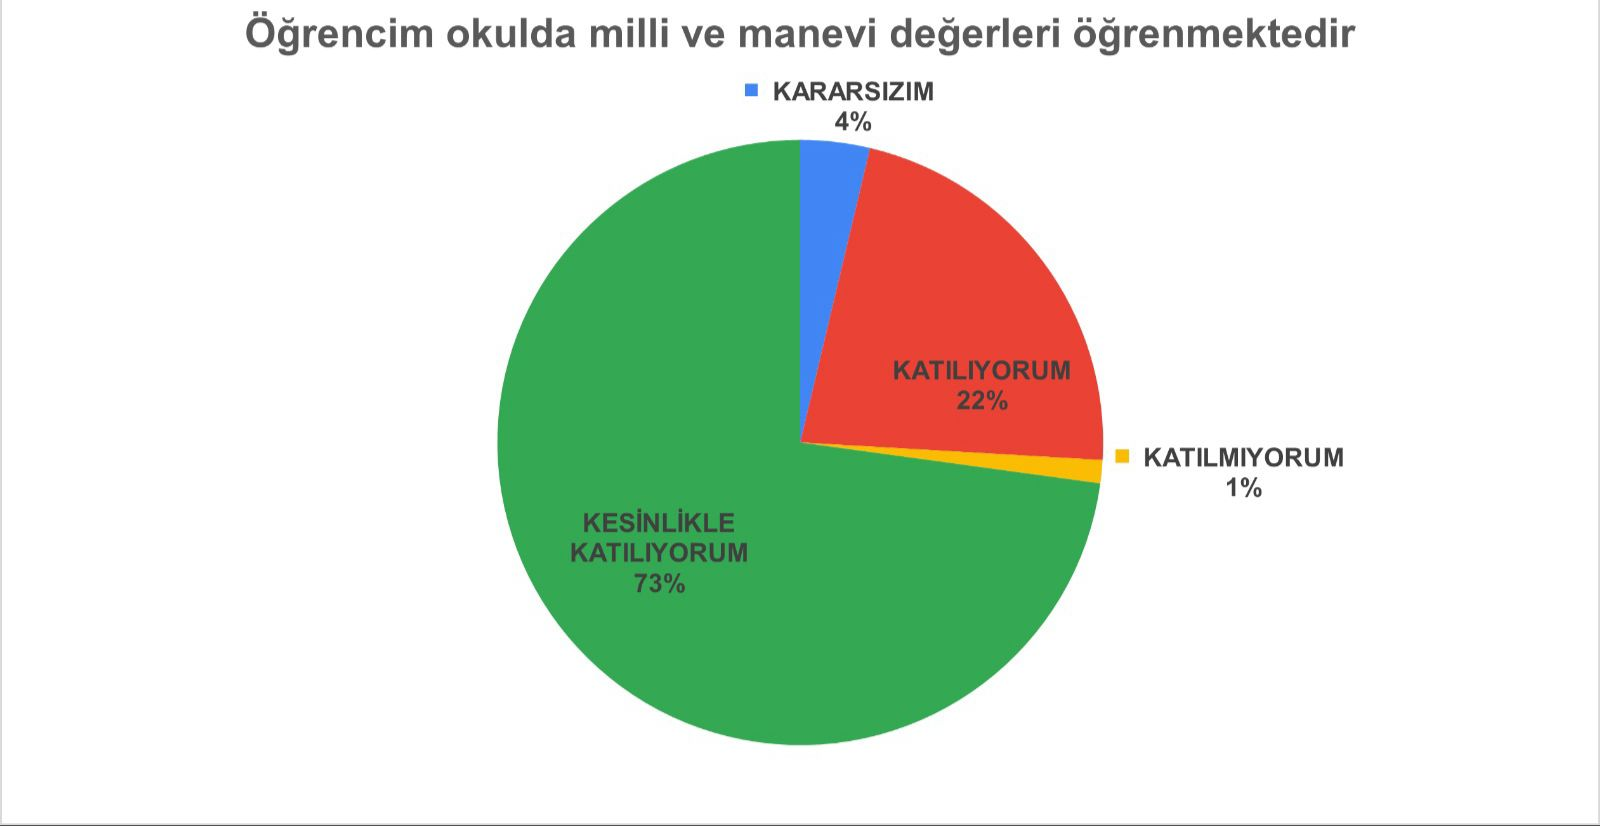 Öğrencim okulda milli ve manevi değerleri öğrenmektedir
KARARSIZIM
4%
KATILIYORUM
22%
KATILMIYORUM
1%
KESİNLİKLE
KATILIYORUM
73%